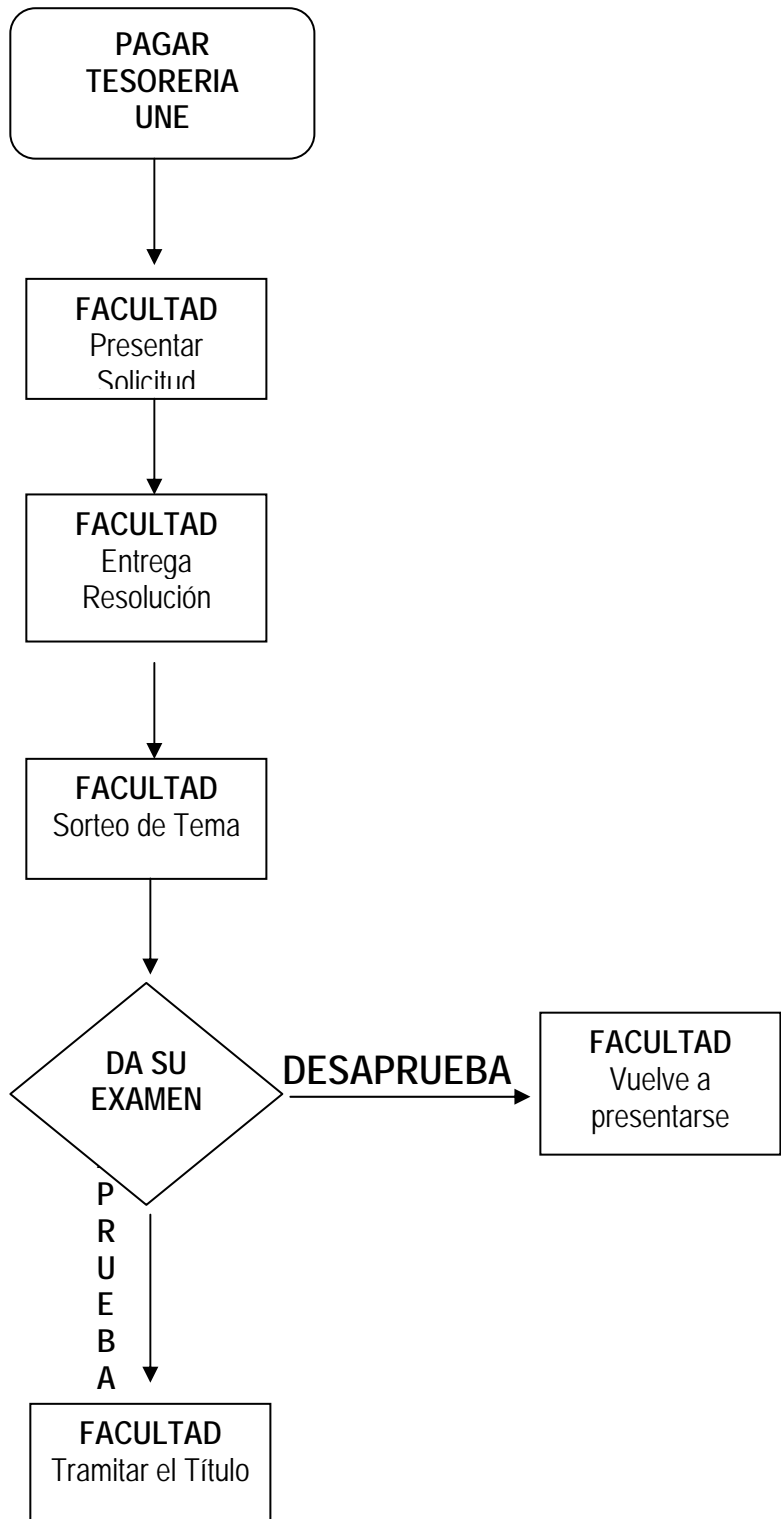 PAGAR
TESORERIA
UNE
FACULTAD
Presentar
Solicitud
FACULTAD
Entrega
Resolución
FACULTAD
Sorteo de Tema
DA SU
EXAMEN
DESAPRUEBA
FACULTAD
Vuelve a
presentarse
P
R
U
E
B
A
FACULTAD
Tramitar el Título